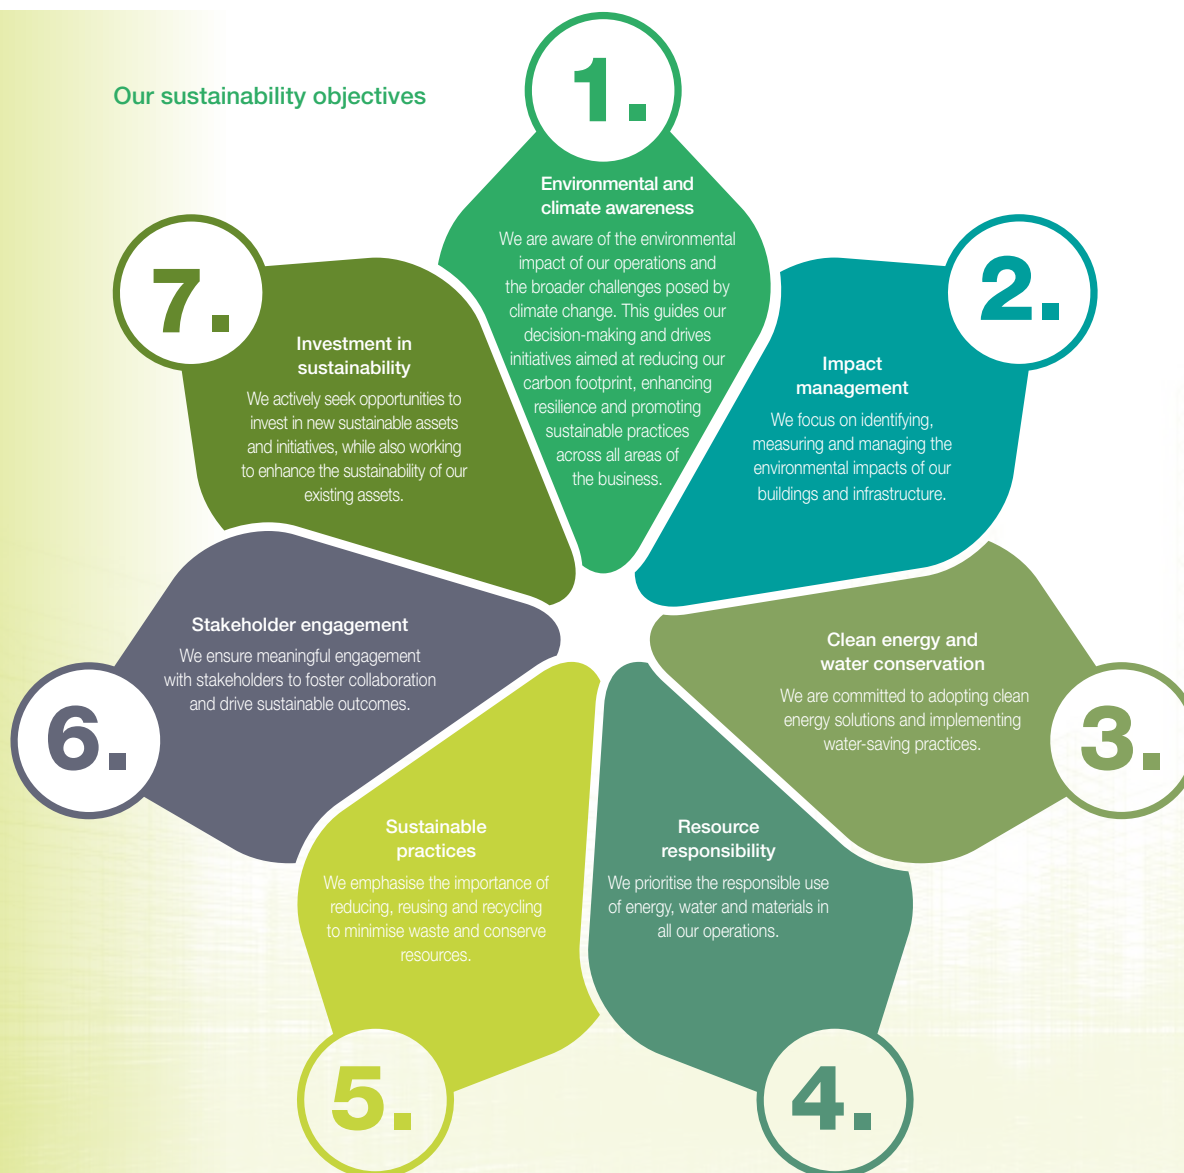 Our sustainability objectives
1.
Environmental and
climate awareness
We are aware of the environmental
impact of our operations and
the broader challenges posed by
climate change. This guides our
decision-making and drives
initiatives aimed at reducing our
carbon footprint, enhancing
resilience and promoting
sustainable practices
across all areas of
the business.
2.
Impact
management
We focus on identifying,
measuring and managing the
environmental impacts of our
buildings and infrastructure.
3.
Clean energy and
water conservation
We are committed to adopting clean
energy solutions and implementing
water-saving practices.
4.
Resource
responsibility
We prioritise the responsible use
of energy, water and materials in
all our operations.
5.
Sustainable
practices
We emphasise the importance of
reducing, reusing and recycling
to minimise waste and conserve
resources.
6.
Stakeholder engagement
We ensure meaningful engagement
with stakeholders to foster collaboration
and drive sustainable outcomes.
7.
Investment in
sustainability
We actively seek opportunities to
invest in new sustainable assets
and initiatives, while also working
to enhance the sustainability of our
existing assets.